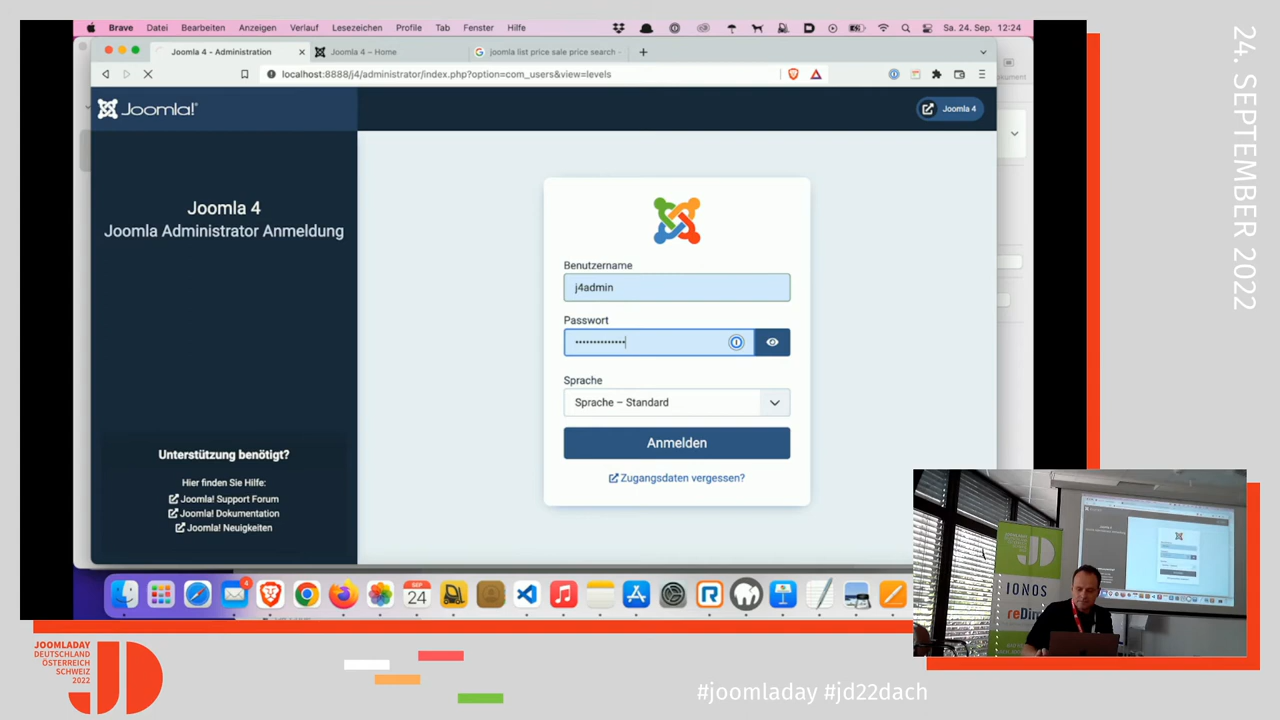 Brave Datei Bearbeiten Anzeigen Verlauf Lesezeichen Profile Tab Fenster Hilfe
Sa. 24. Sep. 12:24
Joomla 4 - Administration
Joomla 4 – Home
joomla list price sale price search -
localhost:8888/j4/administrator/index.php?option=com_users&view=levels
Joomla!®
Joomla 4
Joomla 4
Joomla Administrator Anmeldung
Benutzername
j4admin
Passwort
Sprache
Sprache – Standard
Anmelden
Zugangsdaten vergessen?
Unterstützung benötigt?
Hier finden Sie Hilfe:
Joomla! Support Forum
Joomla! Dokumentation
Joomla! Neuigkeiten
4
SEP
24
24. SEPTEMBER 2022
IONOS
JOOMLADAY
DEUTSCHLAND
ÖSTERREICH
SCHWEIZ
2022
#joomladay #jd22dach